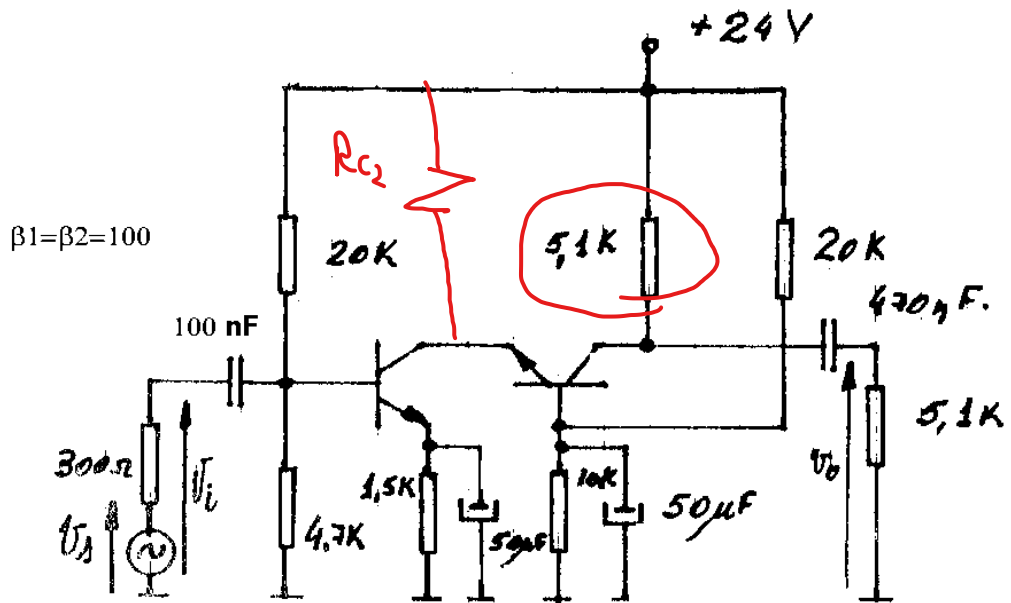 +24V
Rc2
5,1K
20K
20K
β1=β2=100
470nF.
100 nF
5,1K
300Ω
vi
1,5K
10K
vo
50μF
vs
4,7K
50μF